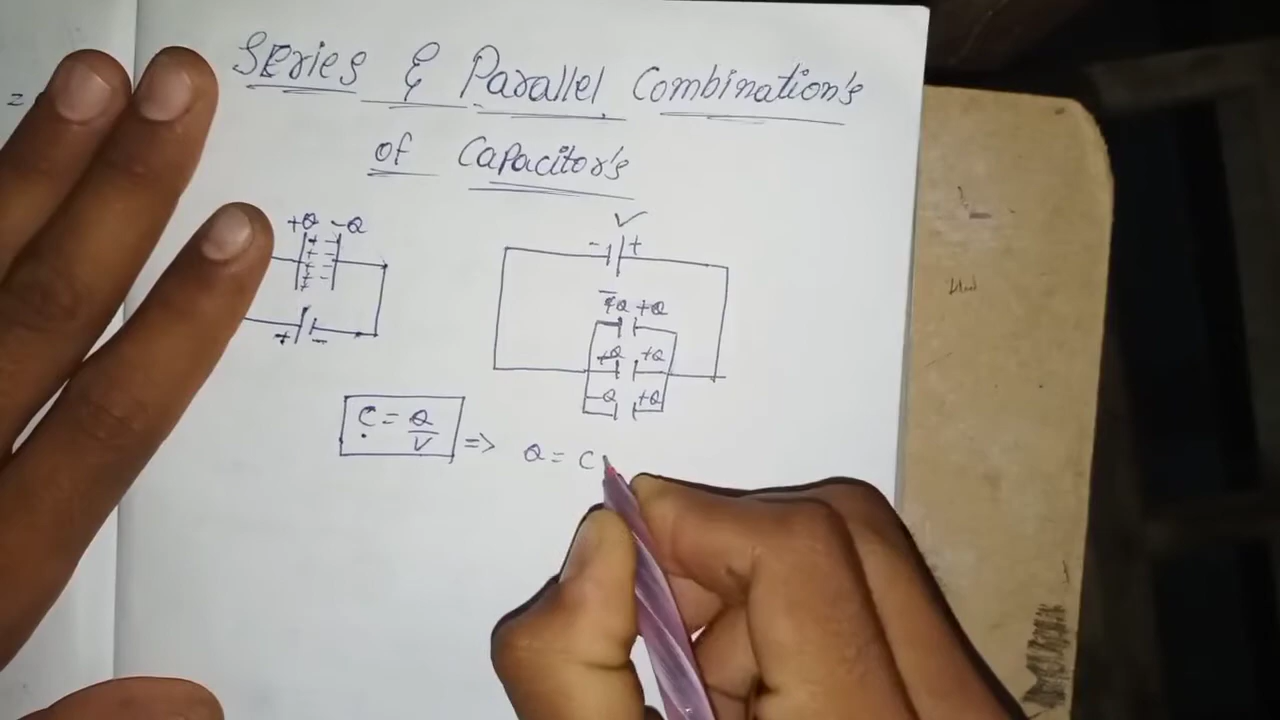 Series & Parallel Combination's
of Capacitor's
+Q -Q
+ -
V
- +
-Q +Q
+Q +Q
-Q +Q
C = Q/V => Q = C